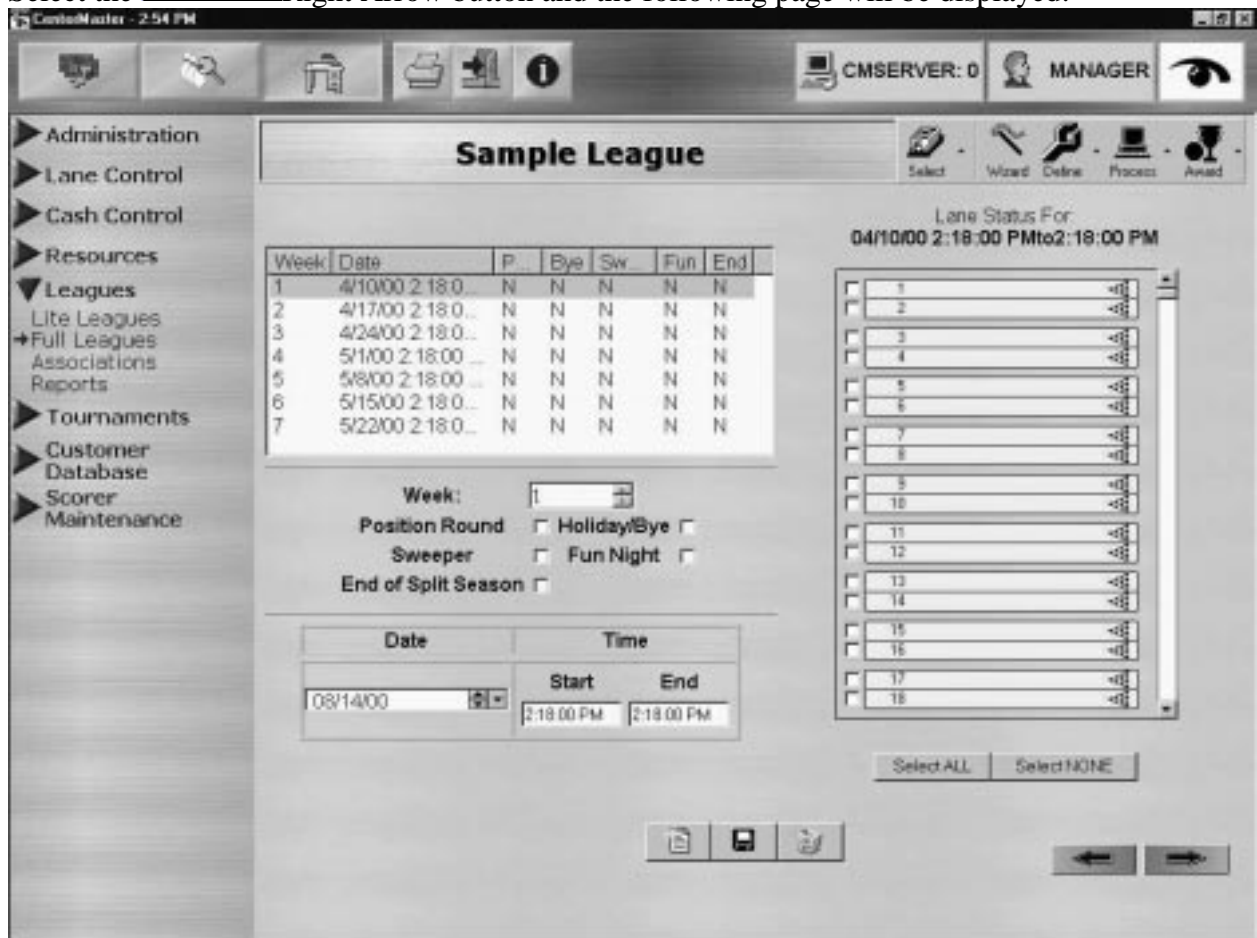 Select the Right Arrow button and the following page will be displayed.
CenterMaster - 2:54 PM
CMSERVER: 0
MANAGER
Administration
Lane Control
Cash Control
Resources
Leagues
Lite Leagues
Full Leagues
Associations
Reports
Tournaments
Customer
Database
Scorer
Maintenance
Sample League
Select
Wizard
Define
Process
Award
Lane Status For
04/10/00 2:18:00 PMto2:18:00 PM
Week Date P... Bye Sw... Fun End
1 4/10/00 2:18:0... N N N N N
2 4/17/00 2:18:0... N N N N N
3 4/24/00 2:18:0... N N N N N
4 5/1/00 2:18:00 ... N N N N N
5 5/8/00 2:18:00 ... N N N N N
6 5/15/00 2:18:0... N N N N N
7 5/22/00 2:18:0... N N N N N
Week: 1
Position Round Holiday/Bye
Sweeper Fun Night
End of Split Season
Date Time
Start End
08/14/00 2:18:00 PM 2:18:00 PM
1
2
3
4
5
6
7
8
9
10
11
12
13
14
15
16
17
18
Select ALL
Select NONE